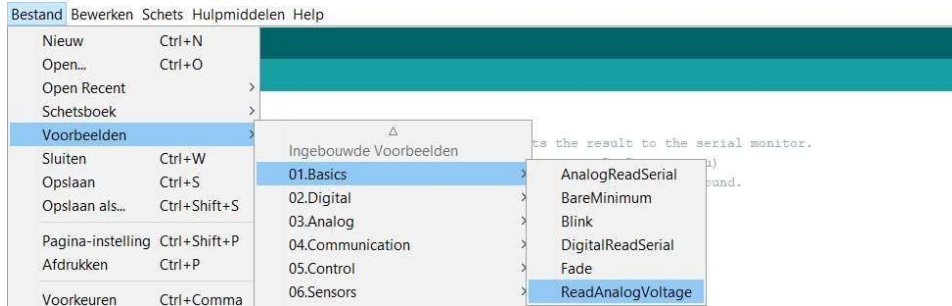 Bestand Bewerken Schets Hulpmiddelen Help
Nieuw Ctrl+N
Open... Ctrl+O
Open Recent
Schetsboek
Voorbeelden
Sluiten Ctrl+W
Opslaan Ctrl+S
Opslaan als... Ctrl+Shift+S
Pagina-instelling Ctrl+Shift+P
Afdrukken Ctrl+P
Voorkeuren Ctrl+Comma
Ingebouwde Voorbeelden
01.Basics
02.Digital
03.Analog
04.Communication
05.Control
06.Sensors
AnalogReadSerial
BareMinimum
Blink
DigitalReadSerial
Fade
ReadAnalogVoltage
ts the result to the serial monitor.
u)
ound.